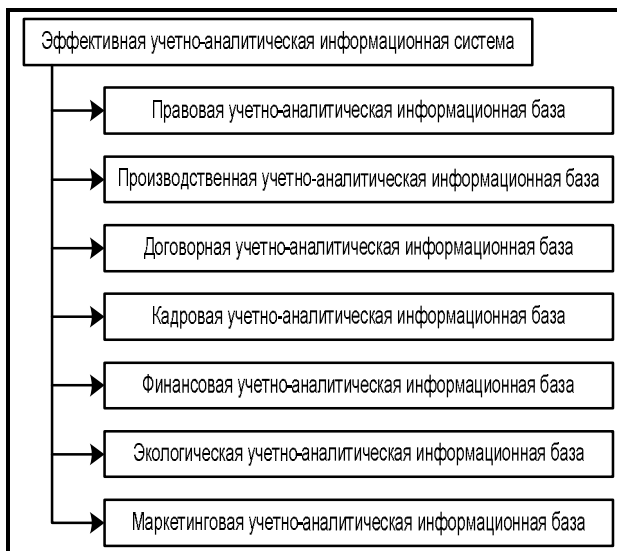 Эффективная учетно-аналитическая информационная система
Правовая учетно-аналитическая информационная база
Производственная учетно-аналитическая информационная база
Договорная учетно-аналитическая информационная база
Кадровая учетно-аналитическая информационная база
Финансовая учетно-аналитическая информационная база
Экологическая учетно-аналитическая информационная база
Маркетинговая учетно-аналитическая информационная база